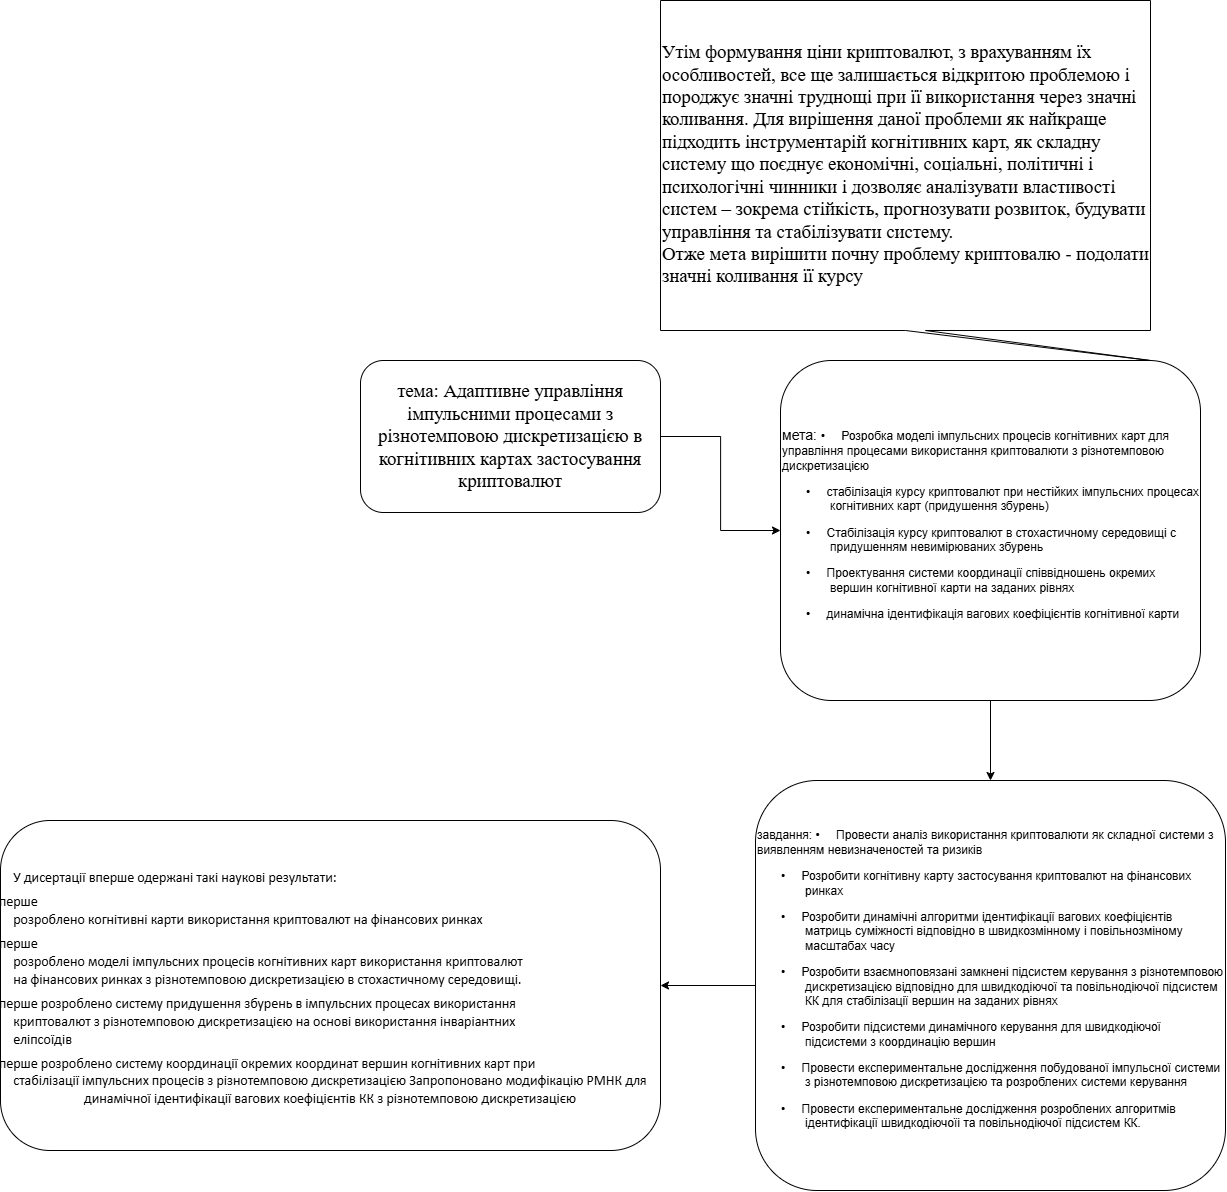 Утім формування ціни криптовалют, з врахуванням їх
особливостей, все ще залишається відкритою проблемою і
породжує значні труднощі при її використання через значні
коливання. Для вирішення даної проблеми як найкраще
підходить інструментарій когнітивних карт, як складну
систему що поєднує економічні, соціальні, політичні і
психологічні чинники і дозволяє аналізувати властивості
систем – зокрема стійкість, прогнозувати розвиток, будувати
управління та стабілізувати систему.
Отже мета вирішити почну проблему криптовалю - подолати
значні коливання її курсу
тема: Адаптивне управління
імпульсними процесами з
різнотемповою дискретизацією в
когнітивних картах застосування
криптовалют
мета: • Розробка моделі імпульсних процесів когнітивних карт для
управління процесами використання криптовалюти з різнотемповою
дискретизацією
• стабілізація курсу криптовалют при нестійких імпульсних процесах
когнітивних карт (придушення збурень)
• Стабілізація курсу криптовалют в стохастичному середовищі с
придушенням невимірюваних збурень
• Проектування системи координації співвідношень окремих
вершин когнітивної карти на заданих рівнях
• динамічна ідентифікація вагових коефіцієнтів когнітивної карти
завдання: • Провести аналіз використання криптовалюти як складної системи з
виявленням невизначеностей та ризиків
• Розробити когнітивну карту застосування криптовалют на фінансових
ринках
• Розробити динамічні алгоритми ідентифікації вагових коефіцієнтів
матриць суміжності відповідно в швидкозмінному і повільнозміному
масштабах часу
• Розробити взаємноповязані замкнені підсистем керування з різнотемповою
дискретизацією відповідно для швидкодіючої та повільнодіючої підсистем
КК для стабілізації вершин на заданих рівнях
• Розробити підсистеми динамічного керування для швидкодіючої
підсистеми з координацію вершин
• Провести експериментальне дослідження побудованої імпульсної системи
з різнотемповою дискретизацією та розроблених системи керування
• Провести експериментальне дослідження розроблених алгоритмів
ідентифікації швидкодіючоїі та повільнодіючої підсистем КК.
У дисертації вперше одержані такі наукові результати:
перше
розроблено когнітивні карти використання криптовалют на фінансових ринках
перше
розроблено моделі імпульсних процесів когнітивних карт використання криптовалют
на фінансових ринках з різнотемповою дискретизацією в стохастичному середовищі.
перше розроблено систему придушення збурень в імпульсних процесах використання
криптовалют з різнотемповою дискретизацією на основі використання інваріантних
еліпсоїдів
перше розроблено систему координації окремих координат вершин когнітивних карт при
стабілізації імпульсних процесів з різнотемповою дискретизацією Запропоновано модифікацію РМНК для
динамічної ідентифікації вагових коефіцієнтів КК з різнотемповою дискретизацією